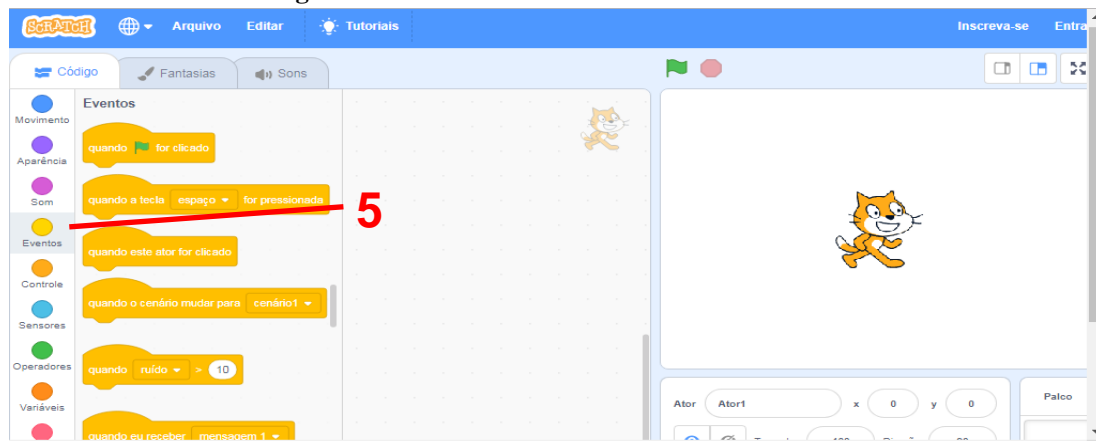 SCRATCH Arquivo Editar Tutoriais Inscreva-se Entra
Código Fantasias Sons
Movimento
Aparência
Som
Eventos
Controle
Sensores
Operadores
Variáveis
Eventos
quando for clicado
quando a tecla espaço for pressionada
quando este ator for clicado
quando o cenário mudar para cenário1
quando ruído > 10
quando eu receber mensagem 1
5
Ator Ator1 x 0 y 0
Palco